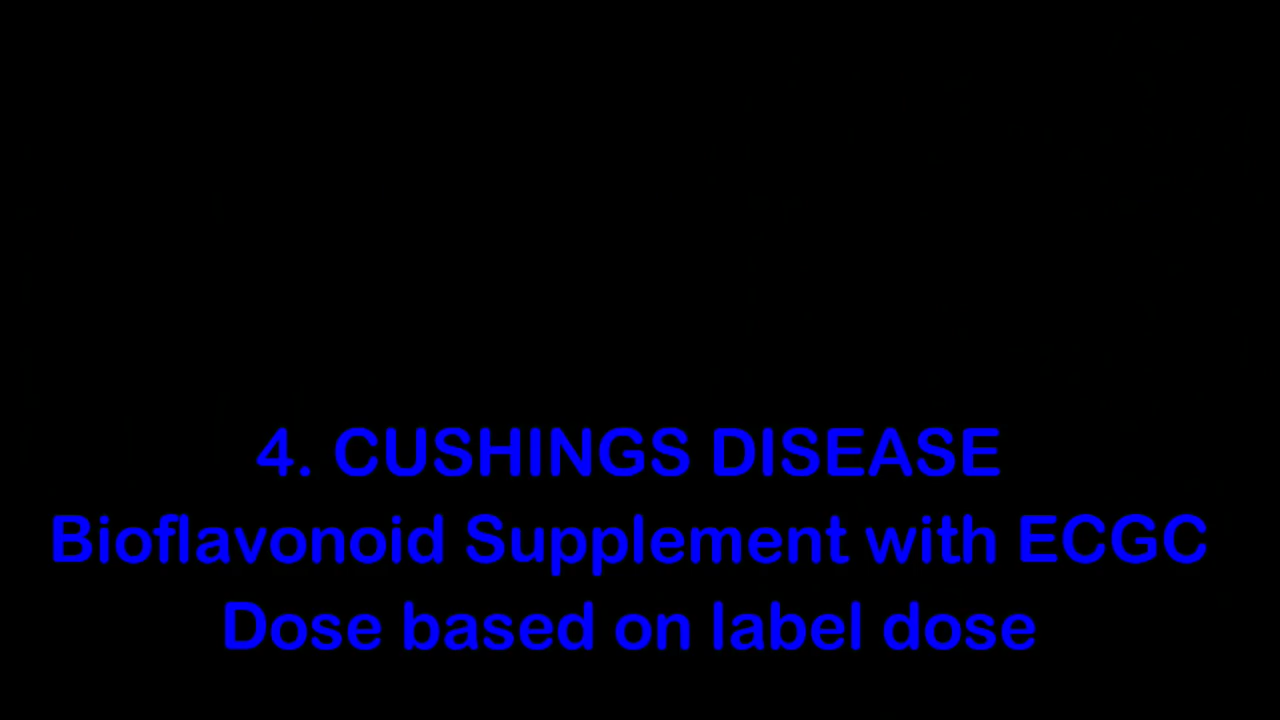 4. CUSHINGS DISEASE
Bioflavonoid Supplement with ECGC
Dose based on label dose